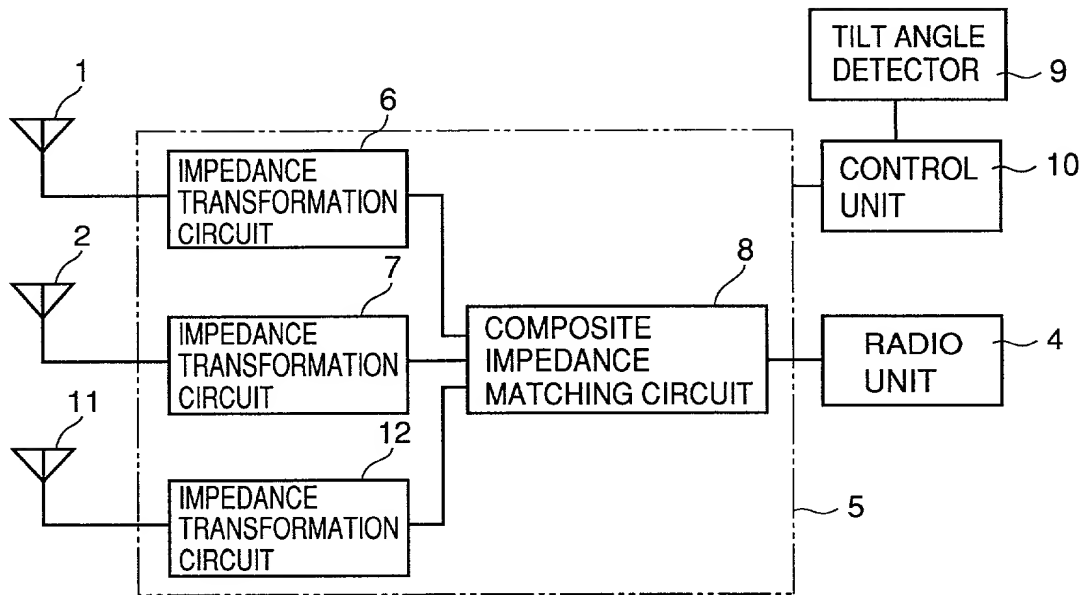 TILT ANGLE
DETECTOR
9
1
6
IMPEDANCE
TRANSFORMATION
CIRCUIT
CONTROL
UNIT
10
2
7
IMPEDANCE
TRANSFORMATION
CIRCUIT
8
COMPOSITE
IMPEDANCE
MATCHING CIRCUIT
RADIO
UNIT
4
11
12
IMPEDANCE
TRANSFORMATION
CIRCUIT
5